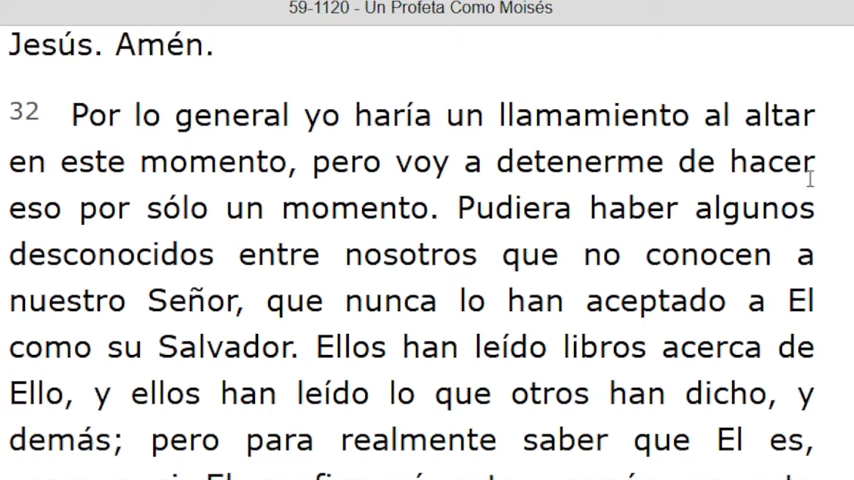 59-1120 - Un Profeta Como Moisés
Jesús. Amén.
32 Por lo general yo haría un llamamiento al altar
en este momento, pero voy a detenerme de hacer
eso por sólo un momento. Pudiera haber algunos
desconocidos entre nosotros que no conocen a
nuestro Señor, que nunca lo han aceptado a El
como su Salvador. Ellos han leído libros acerca de
Ello, y ellos han leído lo que otros han dicho, y
demás; pero para realmente saber que El es,